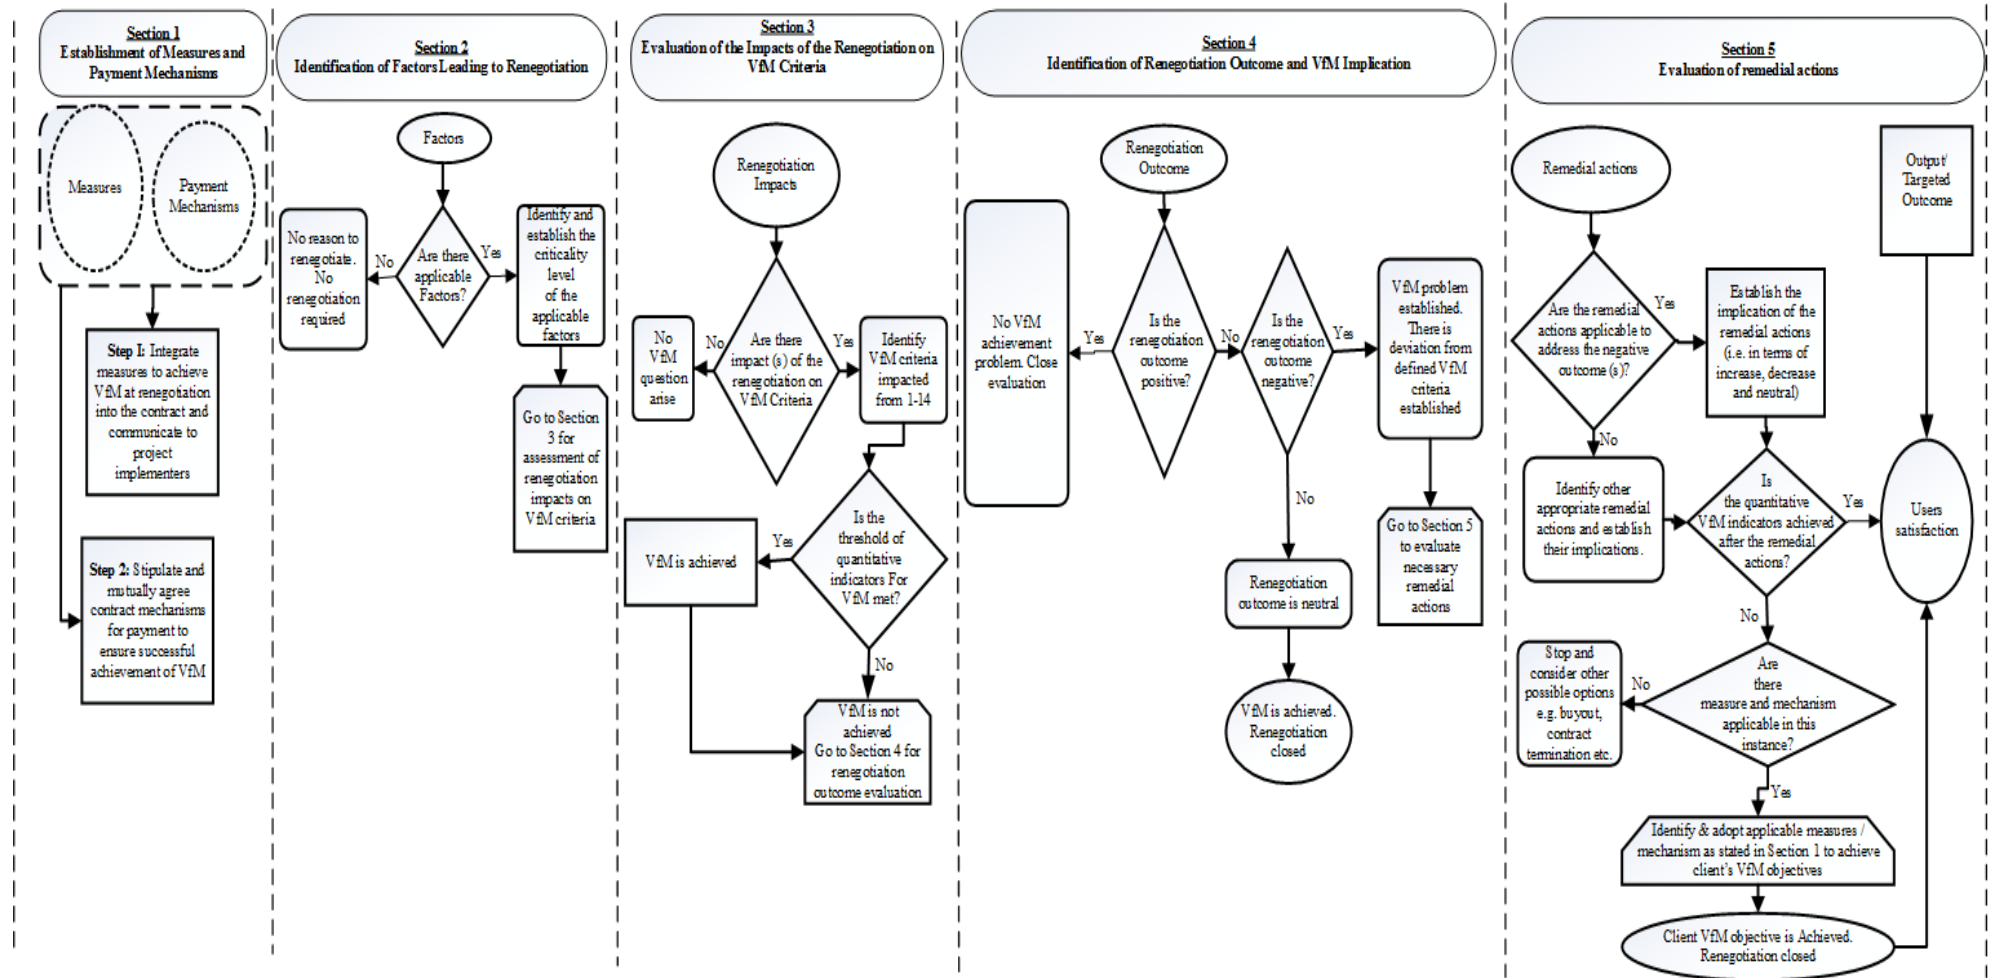 Section 1
Establishment of Measures and
Payment Mechanisms
Measures
Payment
Mechanisms
Step 1: Integrate
measures to achieve
VfM at renegotiation
into the contract and
communicate to
project
implementers
Step 2: Stipulate and
mutually agree
contract mechanisms
for payment to
ensure successful
achievement of VfM
Section 2
Identification of Factors Leading to Renegotiation
Factors
Are there
applicable
Factors?
No
No reason to
renegotiate.
No
renegotiation
required
Yes
Identify and
establish the
criticality
level
of the
applicable
factors
Go to Section
3 for
assessment of
renegotiation
impacts on
VfM criteria
Section 3
Evaluation of the Impacts of the Renegotiation on
VfM Criteria
Renegotiation
Impacts
Are there
impact (s) of the
renegotiation on
VfM Criteria
No
No
VfM
question
arise
Yes
Identify
VfM criteria
impacted
from 1-14
Is the
threshold of
quantitative
indicators For
VfM met?
Yes
VfM is achieved
No
VfM is not
achieved
Go to Section 4 for
renegotiation
outcome evaluation
Section 4
Identification of Renegotiation Outcome and VfM Implication
Renegotiation
Outcome
Is the
renegotiation
outcome
positive?
Yes
No VfM
achievement
problem. Close
evaluation
No
Is the
renegotiation
outcome
negative?
Yes
VfM problem
established.
There is
deviation from
defined VfM
criteria
established
Go to Section 5
to evaluate
necessary
remedial
actions
No
Renegotiation
outcome is neutral
VfM is achieved.
Renegotiation
closed
Section 5
Evaluation of remedial actions
Remedial actions
Are the remedial
actions applicable to
address the negative
outcome (s)?
Yes
Establish the
implication of the
remedial actions
(i.e. in terms of
increase, decrease
and neutral)
No
Identify other
appropriate remedial
actions and establish
their implications.
Is
the quantitative
VfM indicators achieved
after the remedial
actions?
Yes
Output/
Targeted
Outcome
Users
satisfaction
No
Are
there
measure and mechanism
applicable in this
instance?
No
Stop and
consider other
possible options
e.g. buyout,
contract
termination etc.
Yes
Identify & adopt applicable measures /
mechanism as stated in Section 1 to achieve
client's VfM objectives
Client VfM objective is Achieved.
Renegotiation closed